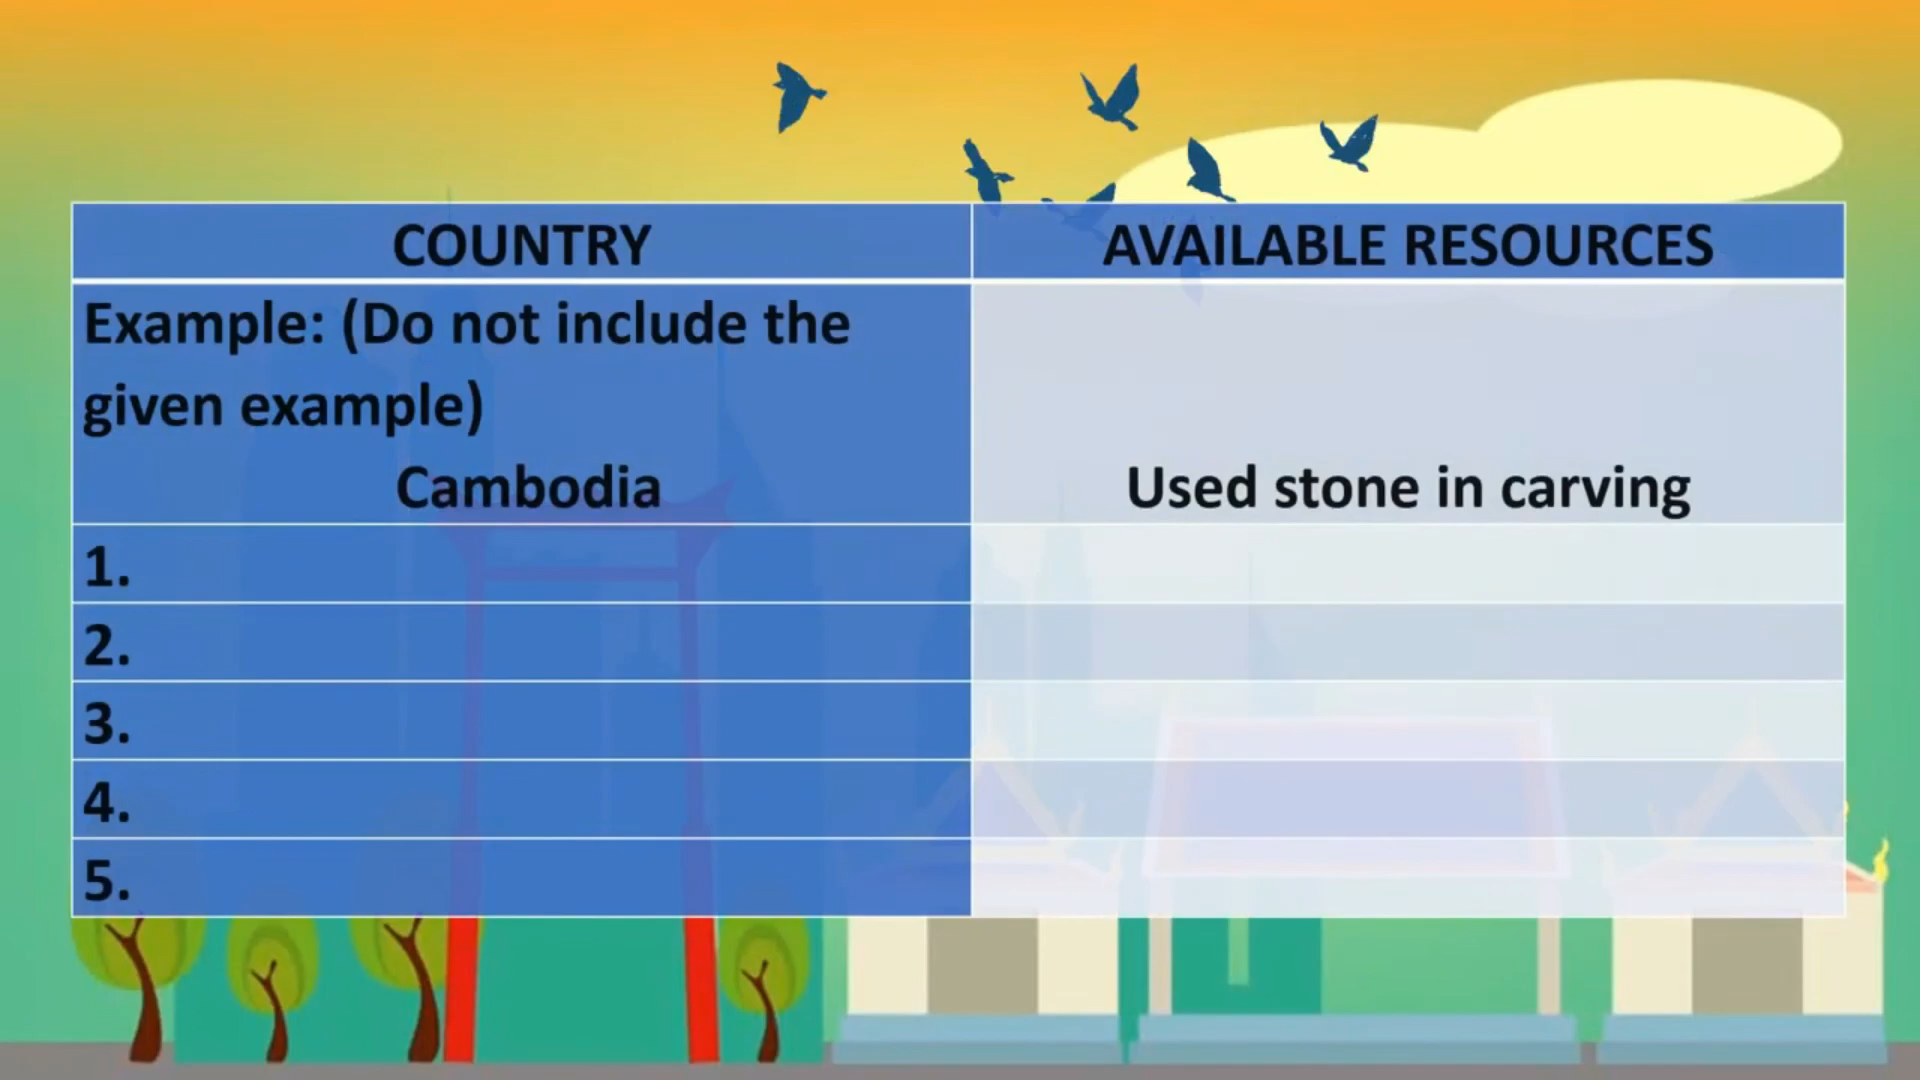 COUNTRY
AVAILABLE RESOURCES
Example: (Do not include the
given example)
Cambodia
Used stone in carving
1.
2.
3.
4.
5.